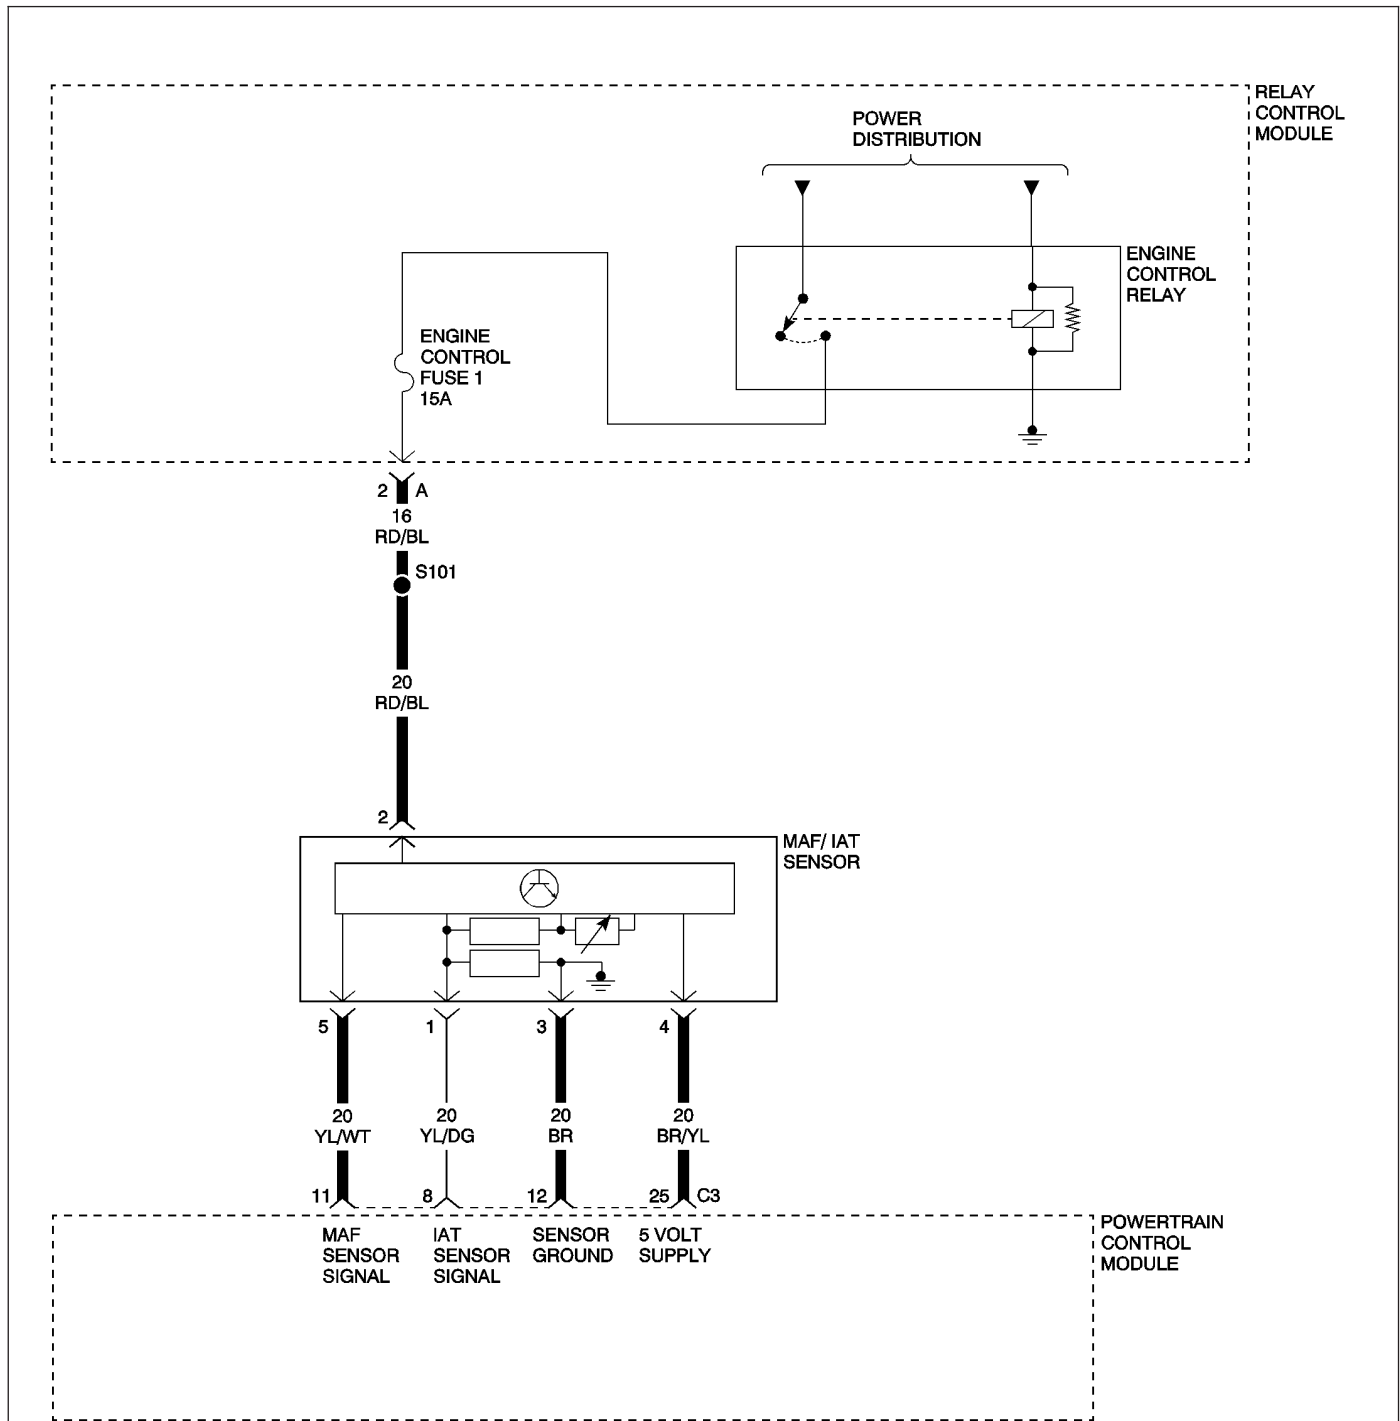 RELAY
CONTROL
MODULE
POWER
DISTRIBUTION
ENGINE
CONTROL
RELAY
ENGINE
CONTROL
FUSE 1
15A
2 A
16
RD/BL
S101
20
RD/BL
2
MAF/ IAT
SENSOR
5 1 3 4
20 20 20 20
YL/WT YL/DG BR BR/YL
11 8 12 25 C3
MAF
SENSOR
SIGNAL
IAT
SENSOR
SIGNAL
SENSOR
GROUND
5 VOLT
SUPPLY
POWERTRAIN
CONTROL
MODULE